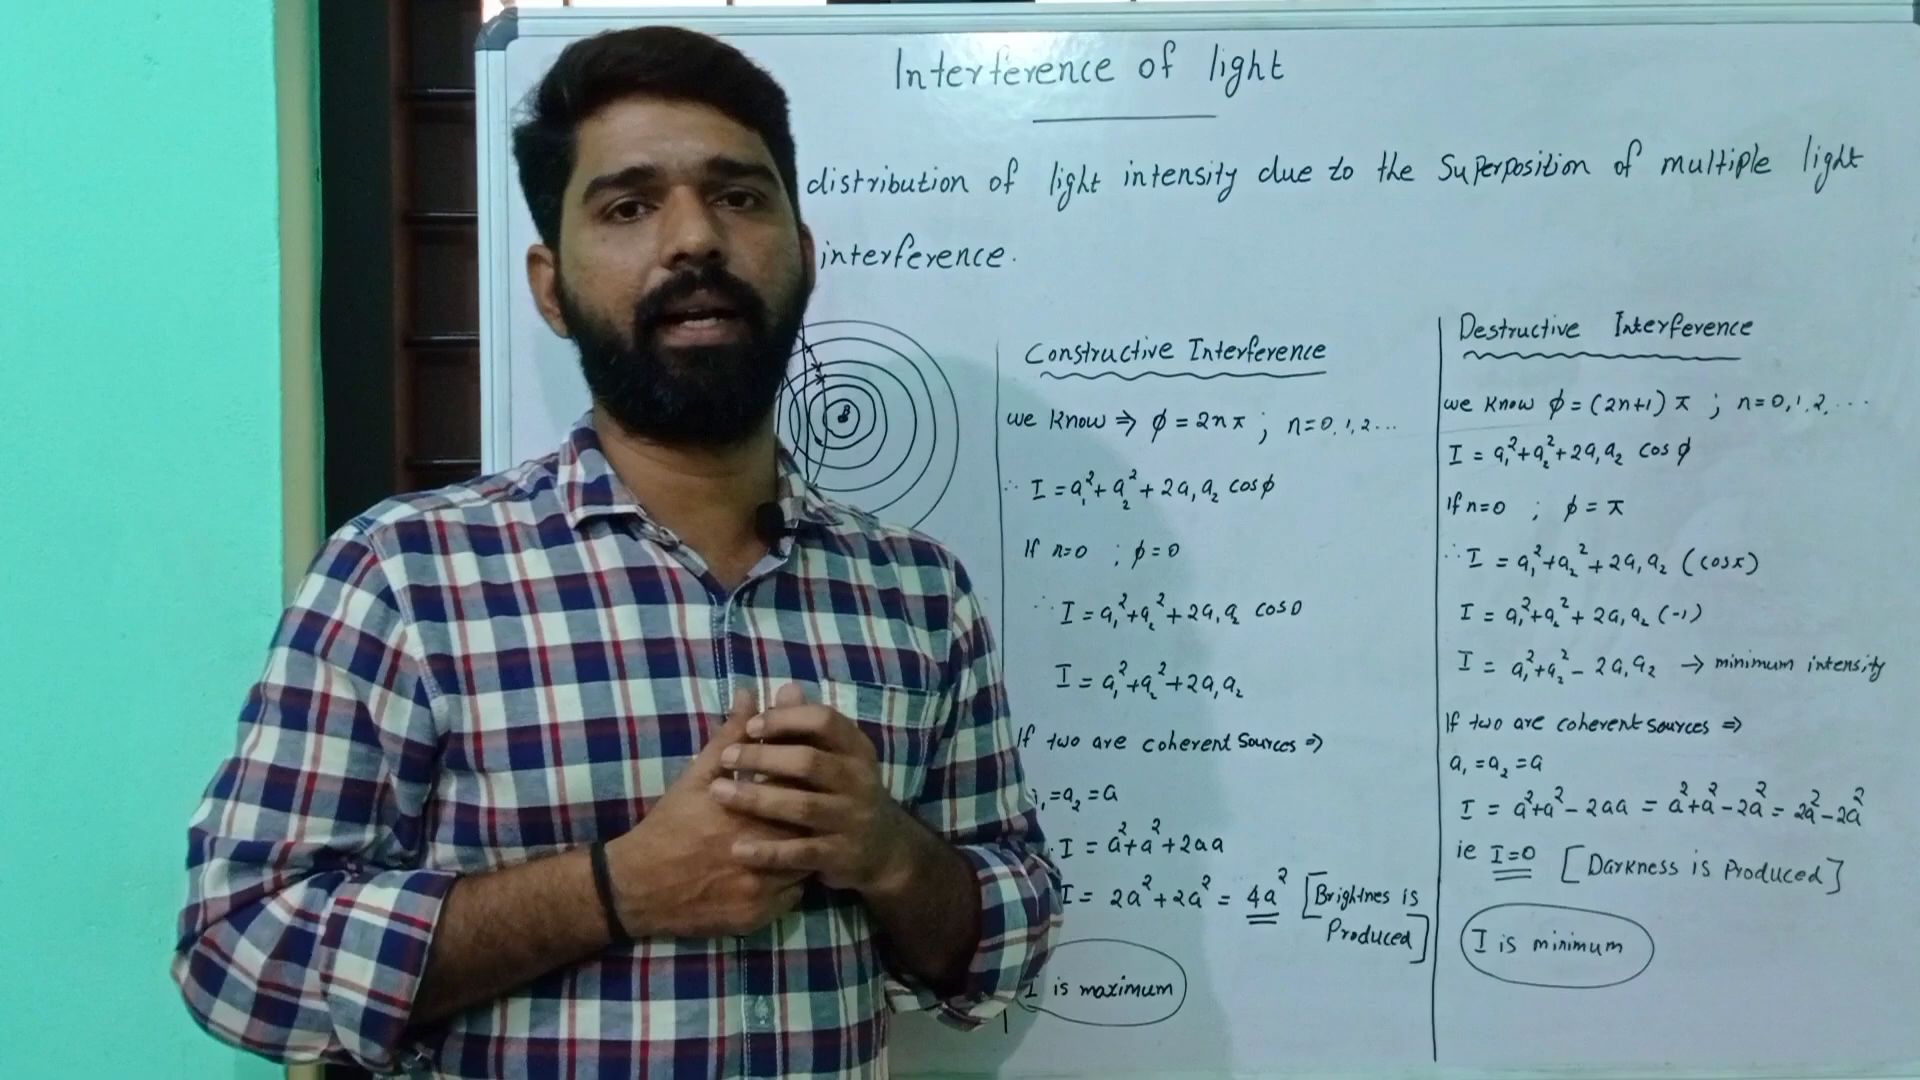 Interference of light
distribution of light intensity due to the Superposition of multiple light
interference.
B
Constructive Interference
we know ⇒ φ = 2nπ ; n=0,1,2...
∴ I = a₁²+a₂²+2a₁a₂ cosφ
If n=0 ; φ=0
∴ I = a₁²+a₂²+2a₁a₂ cos0
I = a₁²+a₂²+2a₁a₂
If two are coherent Sources ⇒
₁=a₂=a
I = a²+a²+2aa
I = 2a²+2a² = 4a² [Brightnes is
Produced]
I is maximum
Destructive Interference
we know φ=(2n+1)π ; n=0,1,2,...
I = a₁²+a₂²+2a₁a₂ cosφ
If n=0 ; φ=π
∴ I = a₁²+a₂²+2a₁a₂ (cosπ)
I = a₁²+a₂²+2a₁a₂ (-1)
I = a₁²+a₂²-2a₁a₂ → minimum intensity
If two are coherent sources ⇒
a₁=a₂=a
I = a²+a²-2aa = a²+a²-2a² = 2a²-2a²
ie I=0 [Darkness is Produced]
I is minimum